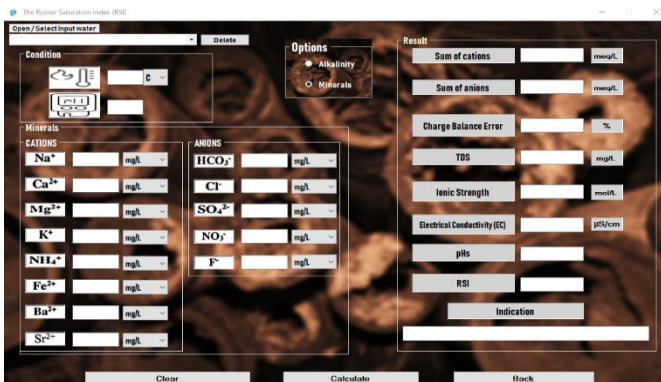 The Ryznar Saturation Index (RSI)
Open / Select input water
Delete
Condition
C
pH
Options
Alkalinity
Minerals
Minerals
CATIONS
Na⁺ mg/L
Ca²⁺ mg/L
Mg²⁺ mg/L
K⁺ mg/L
NH₄⁺ mg/L
Fe²⁺ mg/L
Ba²⁺ mg/L
Sr²⁺ mg/L
ANIONS
HCO₃⁻ mg/L
Cl⁻ mg/L
SO₄²⁻ mg/L
NO₃⁻ mg/L
F⁻ mg/L
Result
Sum of cations meq/L
Sum of anions meq/L
Charge Balance Error %
TDS mg/L
Ionic Strength mol/L
Electrical Conductivity (EC) µS/cm
pHs
RSI
Indication
Clear Calculate Back